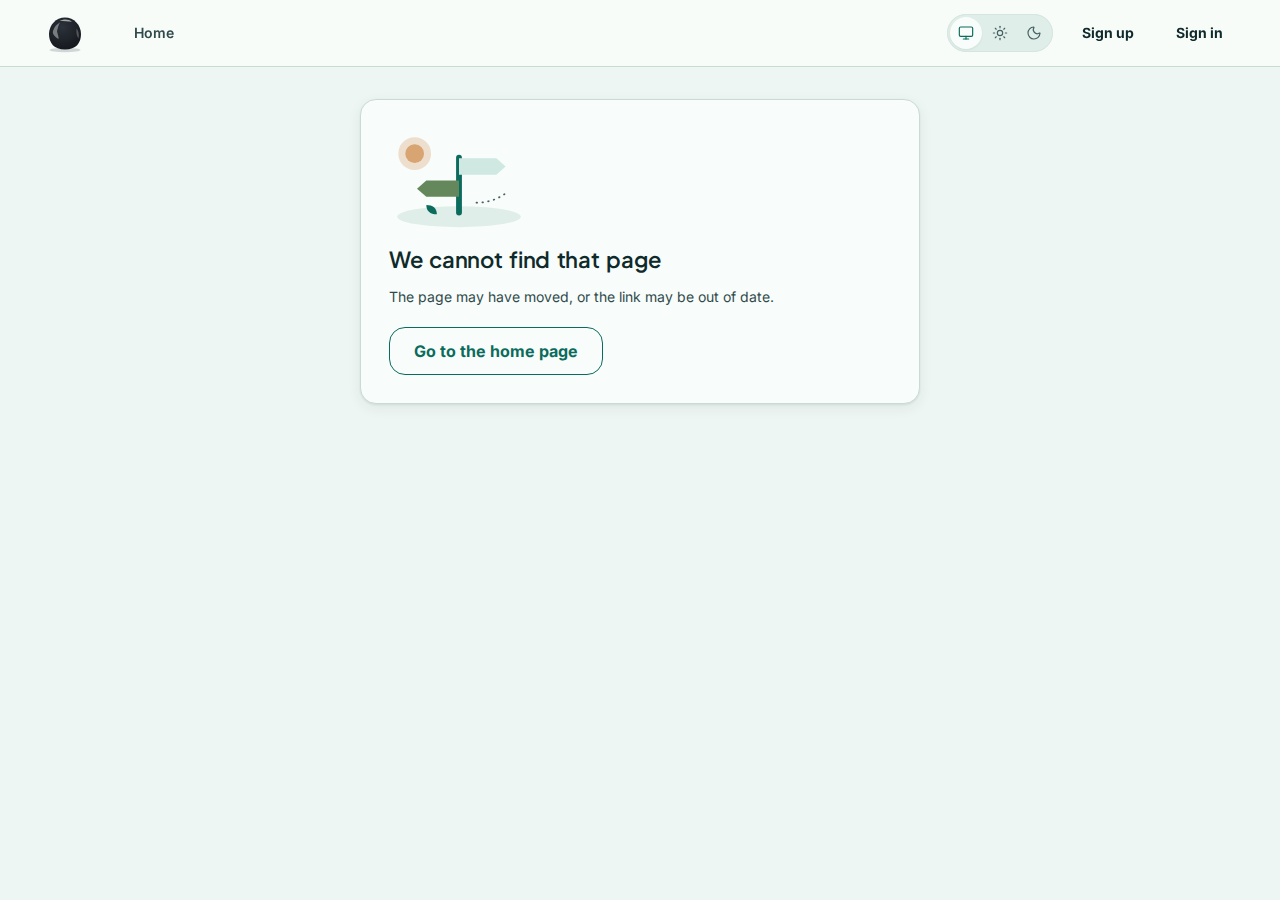 Home
Sign up
Sign in
We cannot find that page
The page may have moved, or the link may be out of date.
Go to the home page